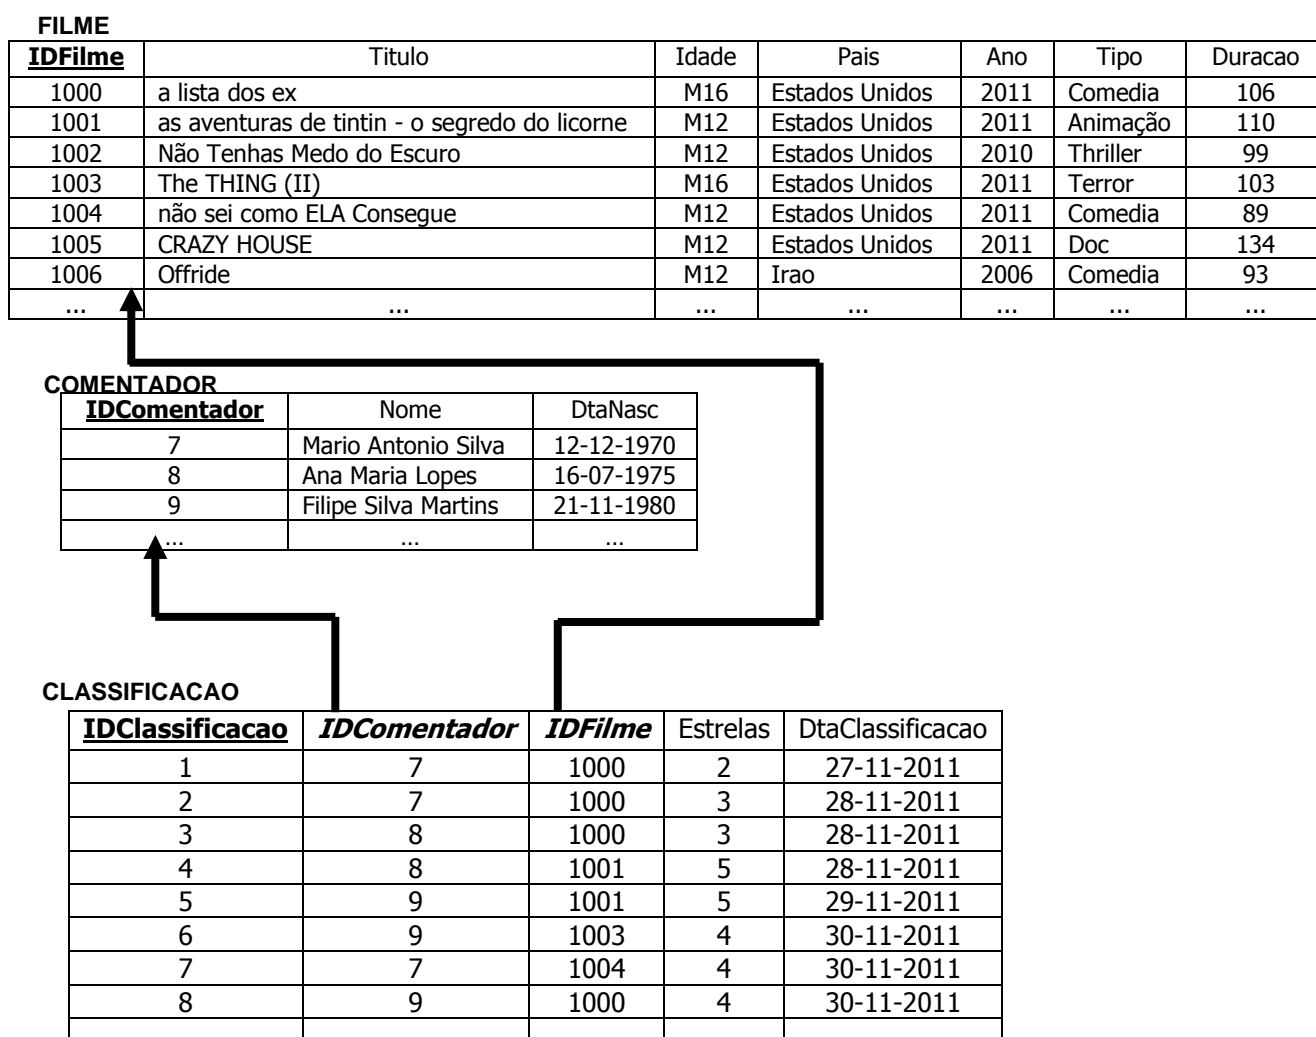 FILME
IDFilme Titulo Idade Pais Ano Tipo Duracao
1000 a lista dos ex M16 Estados Unidos 2011 Comedia 106
1001 as aventuras de tintin - o segredo do licorne M12 Estados Unidos 2011 Animação 110
1002 Não Tenhas Medo do Escuro M12 Estados Unidos 2010 Thriller 99
1003 The THING (II) M16 Estados Unidos 2011 Terror 103
1004 não sei como ELA Consegue M12 Estados Unidos 2011 Comedia 89
1005 CRAZY HOUSE M12 Estados Unidos 2011 Doc 134
1006 Offride M12 Irao 2006 Comedia 93
... ... ... ... ... ... ...
COMENTADOR
IDComentador Nome DtaNasc
7 Mario Antonio Silva 12-12-1970
8 Ana Maria Lopes 16-07-1975
9 Filipe Silva Martins 21-11-1980
... ... ...
CLASSIFICACAO
IDClassificacao IDComentador IDFilme Estrelas DtaClassificacao
1 7 1000 2 27-11-2011
2 7 1000 3 28-11-2011
3 8 1000 3 28-11-2011
4 8 1001 5 28-11-2011
5 9 1001 5 29-11-2011
6 9 1003 4 30-11-2011
7 7 1004 4 30-11-2011
8 9 1000 4 30-11-2011